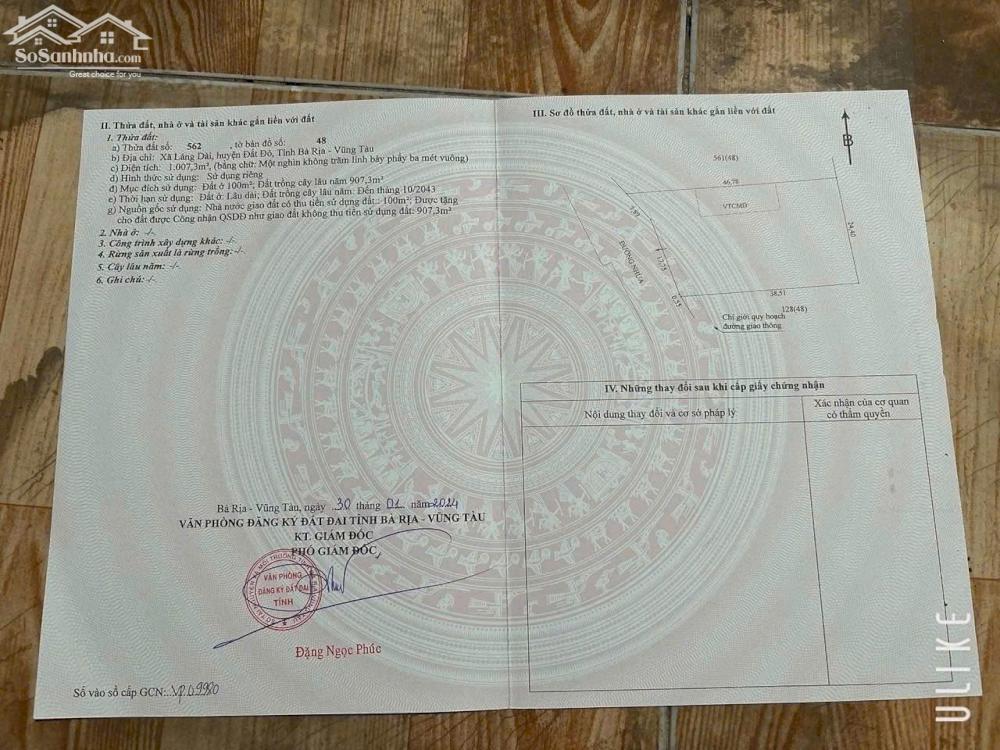 SoSanhnha.com
Great choice for you
II. Thửa đất, nhà ở và tài sản khác gắn liền với đất
1. Thửa đất:
a) Thửa đất số: 562 , tờ bản đồ số: 48
b) Địa chỉ: Xã Láng Dài, huyện Đất Đỏ, Tỉnh Bà Rịa - Vũng Tàu
c) Diện tích: 1.007,3m², (bằng chữ: Một nghìn không trăm linh bảy phẩy ba mét vuông)
d) Hình thức sử dụng: Sử dụng riêng
đ) Mục đích sử dụng: Đất ở 100m²; Đất trồng cây lâu năm 907,3m²
e) Thời hạn sử dụng: Đất ở: Lâu dài; Đất trồng cây lâu năm: Đến tháng 10/2043
g) Nguồn gốc sử dụng: Nhà nước giao đất có thu tiền sử dụng đất: 100m²; Được tặng
cho đất được Công nhận QSDĐ như giao đất không thu tiền sử dụng đất: 907,3m²
2. Nhà ở: -/-
3. Công trình xây dựng khác: -/-
4. Rừng sản xuất là rừng trồng: -/-
5. Cây lâu năm: -/-
6. Ghi chú: -/-
Bà Rịa - Vũng Tàu, ngày 30 tháng 01 năm 2024
VĂN PHÒNG ĐĂNG KÝ ĐẤT ĐAI TỈNH BÀ RỊA - VŨNG TÀU
KT. GIÁM ĐỐC
PHÓ GIÁM ĐỐC
VĂN PHÒNG
ĐĂNG KÝ ĐẤT ĐAI
TỈNH
Đặng Ngọc Phúc
Số vào sổ cấp GCN: VP.09980
III. Sơ đồ thửa đất, nhà ở và tài sản khác gắn liền với đất
B
561(48)
46,78
VTCMĐ
7,97
24,40
ĐƯỜNG NHỰA
12,75
0,55
38,51
128(48)
Chỉ giới quy hoạch
đường giao thông
IV. Những thay đổi sau khi cấp giấy chứng nhận
Nội dung thay đổi và cơ sở pháp lý
Xác nhận của cơ quan
có thẩm quyền
ULIKE